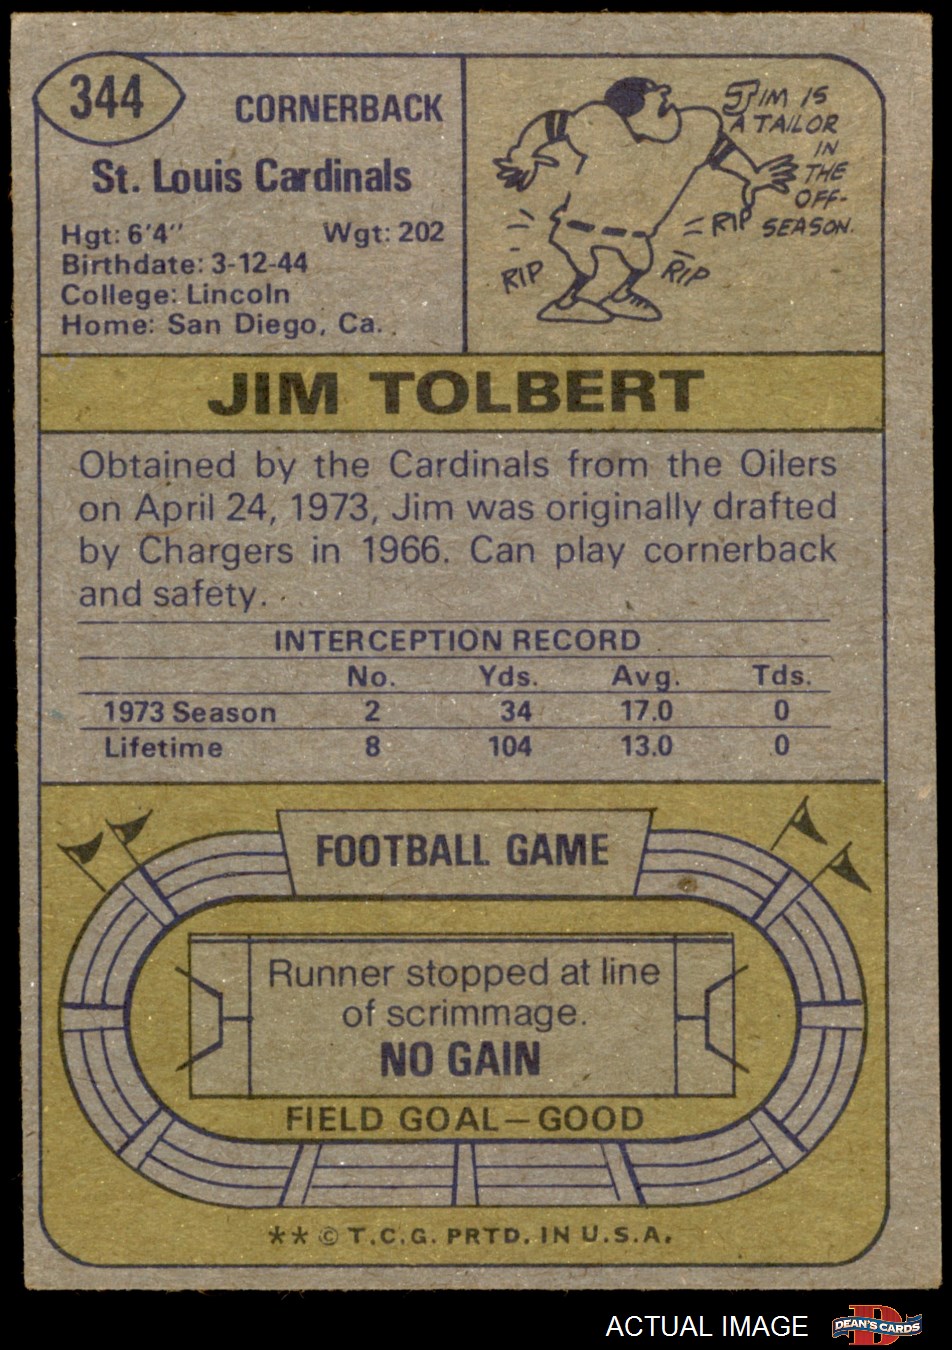 344
CORNERBACK
St. Louis Cardinals
Hgt: 6'4" Wgt: 202
Birthdate: 3-12-44
College: Lincoln
Home: San Diego, Ca.
JIM IS
A TAILOR
IN
THE
OFF-
SEASON.
RIP
RIP
RIP
JIM TOLBERT
Obtained by the Cardinals from the Oilers
on April 24, 1973, Jim was originally drafted
by Chargers in 1966. Can play cornerback
and safety.
INTERCEPTION RECORD
No. Yds. Avg. Tds.
1973 Season 2 34 17.0 0
Lifetime 8 104 13.0 0
FOOTBALL GAME
Runner stopped at line
of scrimmage.
NO GAIN
FIELD GOAL—GOOD
** © T.C.G. PRTD. IN U.S.A.
ACTUAL IMAGE
D
DEAN'S CARDS